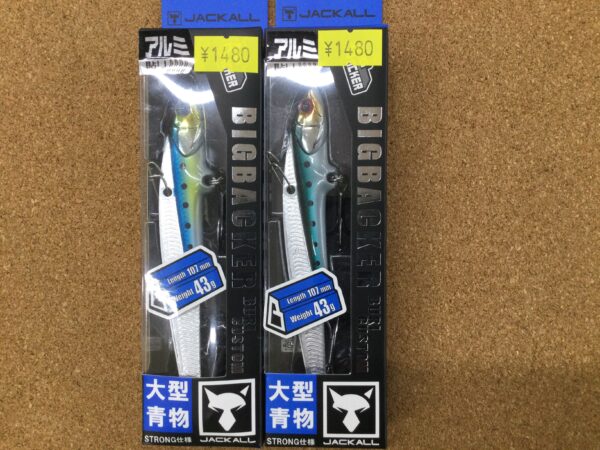 JACKALL
アルミ
¥1480
BIGBACKER
Length 107mm
Weight 43g
大型
青物
STRONG仕様
JACKALL
JACKALL
アルミ
¥1480
BIGBACKER
Length 107mm
Weight 43g
大型
青物
STRONG仕様
JACKALL